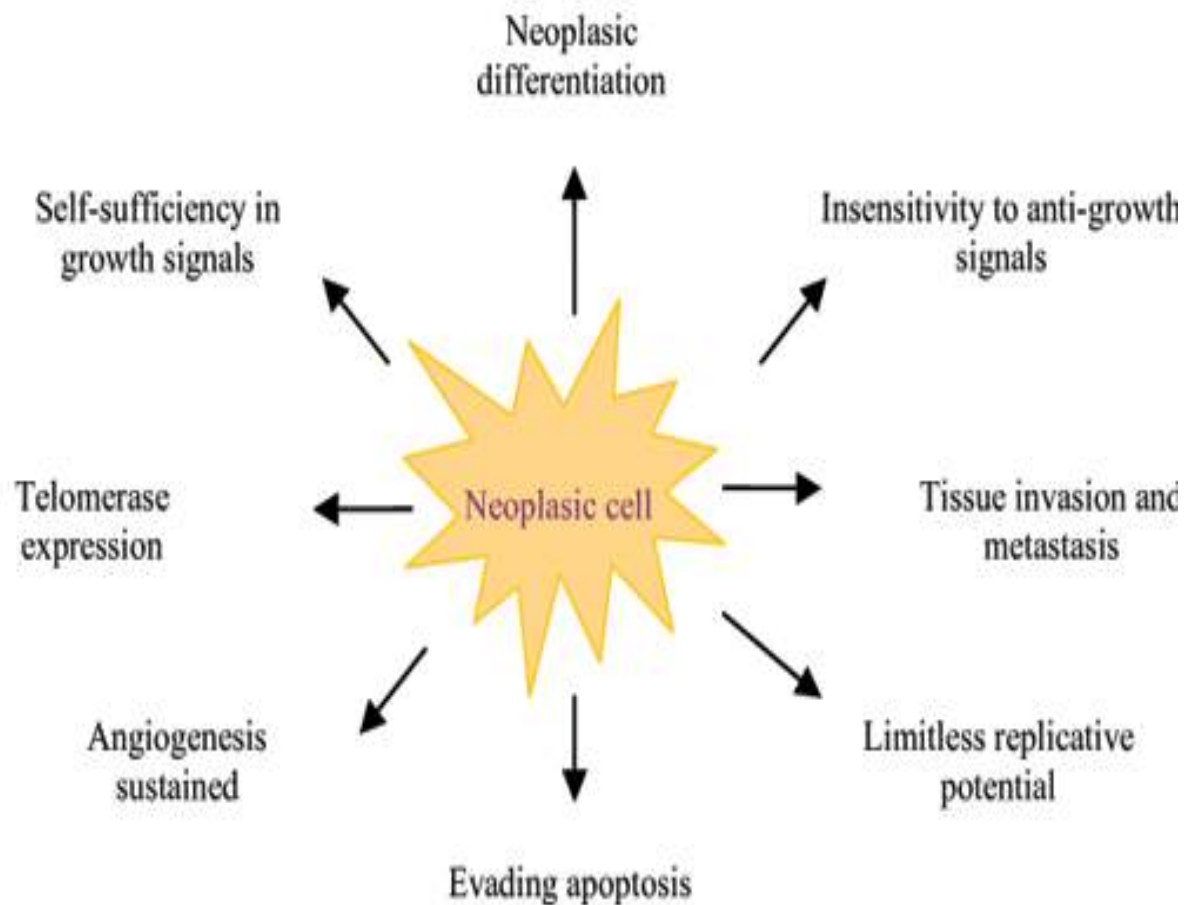 Neoplasic
differentiation
Self-sufficiency in
growth signals
Insensitivity to anti-growth
signals
Telomerase
expression
Neoplasic cell
Tissue invasion and
metastasis
Angiogenesis
sustained
Limitless replicative
potential
Evading apoptosis